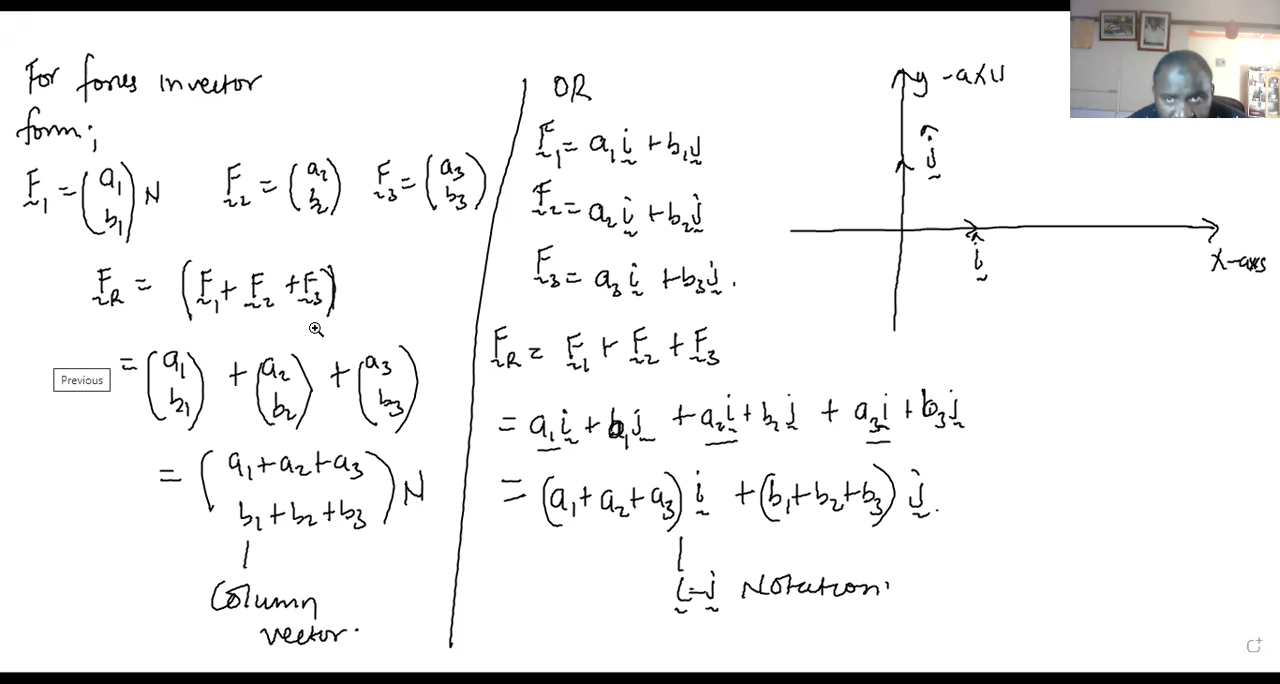 For forces in vector
form;
F₁ = (a₁ b₁) N F₂ = (a₂ b₂) F₃ = (a₃ b₃)
F_R = (F₁ + F₂ + F₃)
= (a₁ b₁) + (a₂ b₂) + (a₃ b₃)
Previous
= (a₁+a₂+a₃ b₁+b₂+b₃) N
Column
vector.
OR
F₁ = a₁i + b₁j
F₂ = a₂i + b₂j
F₃ = a₃i + b₃j.
F_R = F₁ + F₂ + F₃
= a₁i + b₁j + a₂i + b₂j + a₃i + b₃j
= (a₁+a₂+a₃) i + (b₁+b₂+b₃) j.
i-j Notation.
y-axis
j
i
x-axis